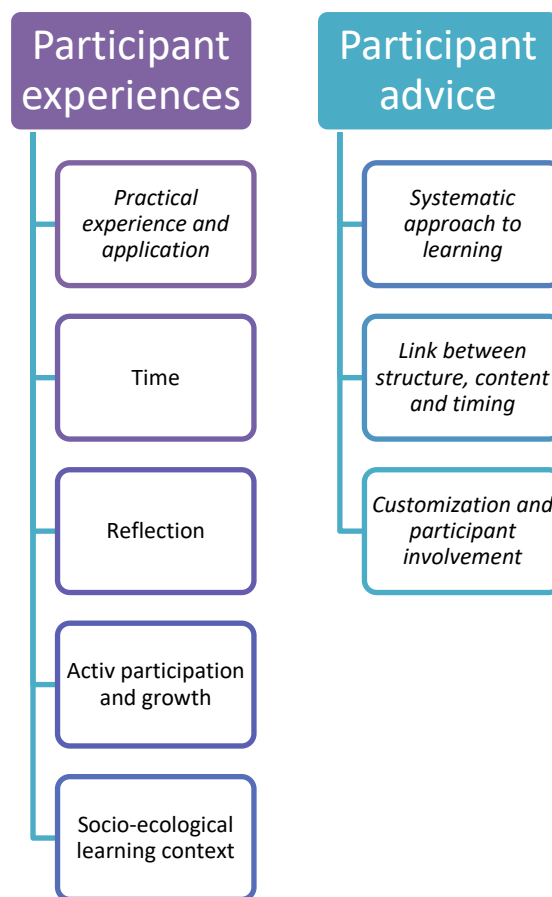 Participant
experiences
Practical
experience and
application
Time
Reflection
Activ participation
and growth
Socio-ecological
learning context
Participant
advice
Systematic
approach to
learning
Link between
structure, content
and timing
Customization and
participant
involvement